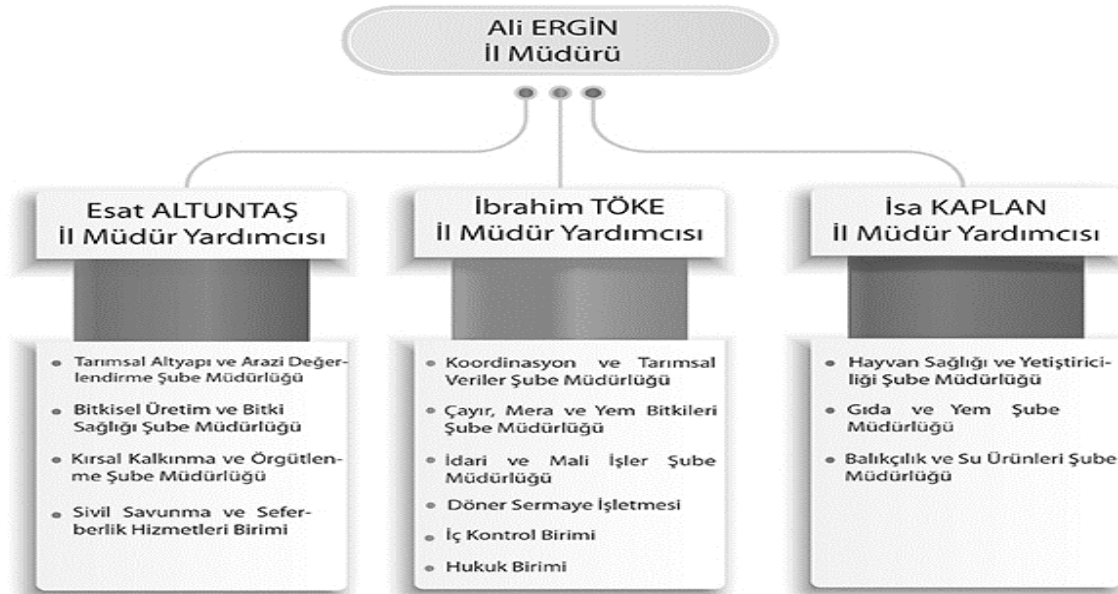 Ali ERGİN
İl Müdürü
Esat ALTUNTAŞ
İl Müdür Yardımcısı
Tarımsal Altyapı ve Arazi Değer-
lendirme Şube Müdürlüğü
Bitkisel Üretim ve Bitki
Sağlığı Şube Müdürlüğü
Kırsal Kalkınma ve Örgütlen-
me Şube Müdürlüğü
Sivil Savunma ve Sefer-
berlik Hizmetleri Birimi
İbrahim TÖKE
İl Müdür Yardımcısı
Koordinasyon ve Tarımsal
Veriler Şube Müdürlüğü
Çayır, Mera ve Yem Bitkileri
Şube Müdürlüğü
İdari ve Mali İşler Şube
Müdürlüğü
Döner Sermaye İşletmesi
İç Kontrol Birimi
Hukuk Birimi
İsa KAPLAN
İl Müdür Yardımcısı
Hayvan Sağlığı ve Yetiştirici-
liği Şube Müdürlüğü
Gıda ve Yem Şube
Müdürlüğü
Balıkçılık ve Su Ürünleri Şube
Müdürlüğü